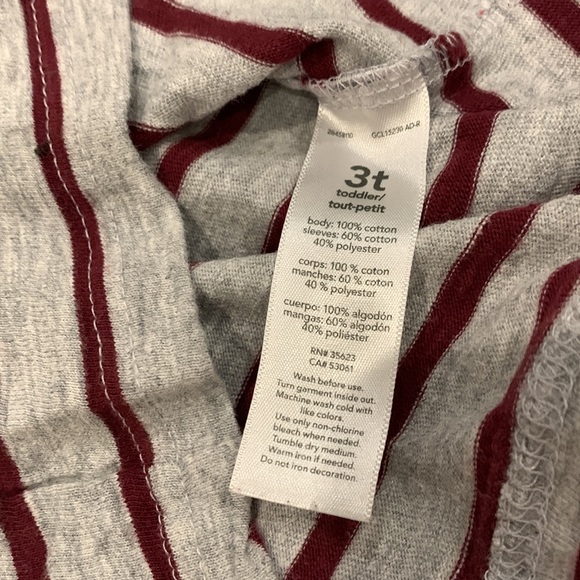 GCL15230 AD-R
3t
toddler/
tout-petit
body: 100% cotton
sleeves: 60% cotton
40% polyester
corps: 100 % coton
manches: 60 % coton
40 % polyester
cuerpo: 100% algodón
mangas: 60% algodón
40% poliéster
RN# 35623
CA# 53061
Wash before use.
Turn garment inside out.
Machine wash cold with
like colors.
Use only non-chlorine
bleach when needed.
Tumble dry medium.
Warm iron if needed.
Do not iron decoration.